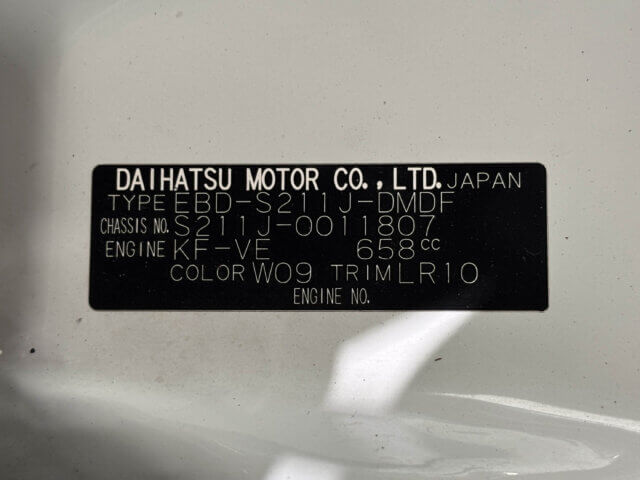 DAIHATSU MOTOR CO., LTD. JAPAN
TYPE EBD-S211J-DMDF
CHASSIS NO. S211J-0011807
ENGINE KF-VE 658cc
COLOR W09 TRIM LR10
ENGINE NO.